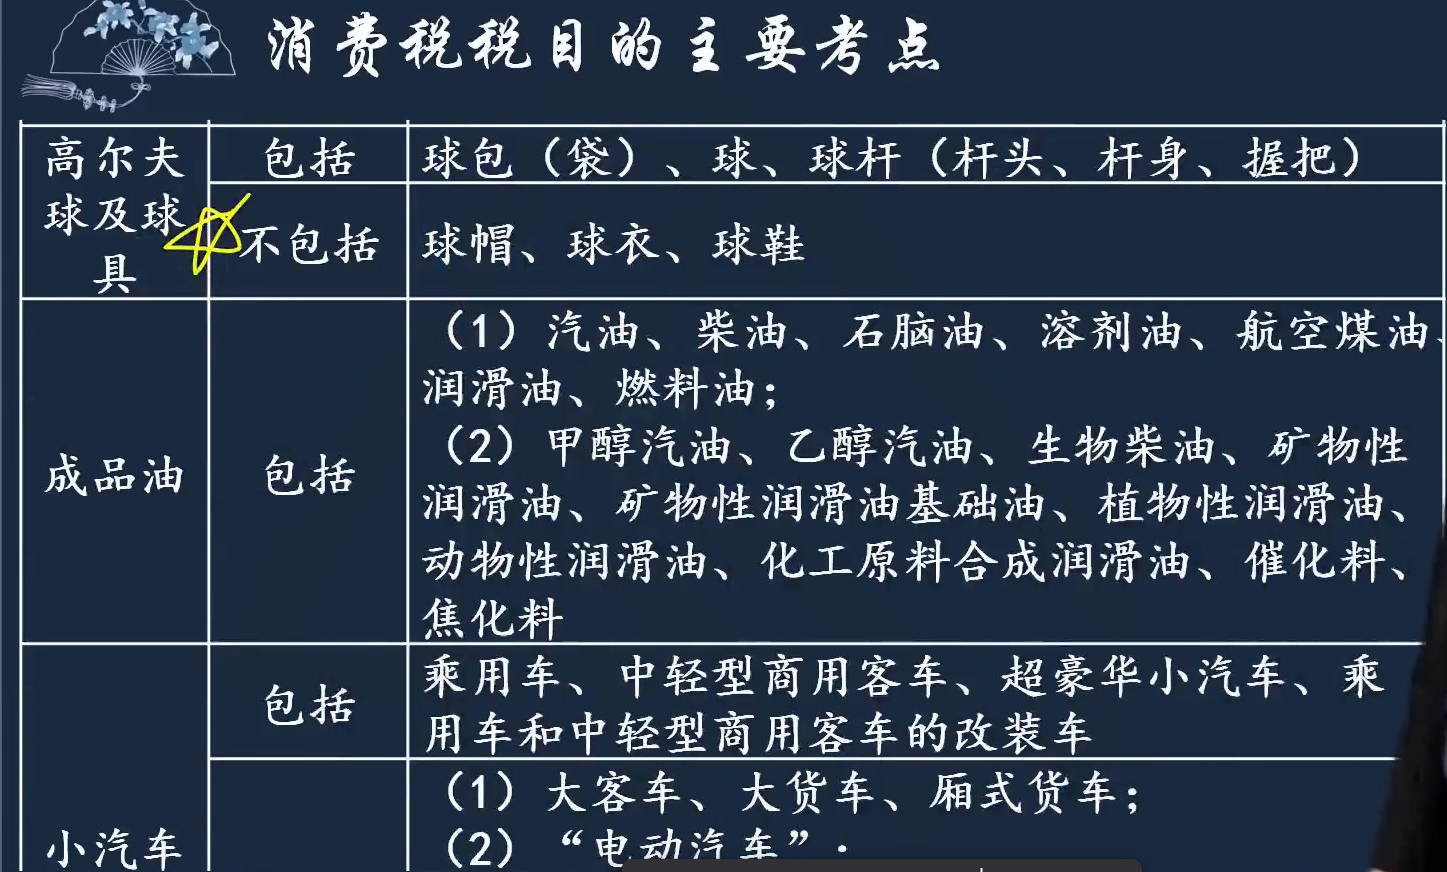 消费税税目的主要考点
高尔夫
球及球
具
包括
球包（袋）、球、球杆（杆头、杆身、握把）
不包括
球帽、球衣、球鞋
成品油
包括
（1）汽油、柴油、石脑油、溶剂油、航空煤油、
润滑油、燃料油；
（2）甲醇汽油、乙醇汽油、生物柴油、矿物性
润滑油、矿物性润滑油基础油、植物性润滑油、
动物性润滑油、化工原料合成润滑油、催化料、
焦化料
小汽车
包括
乘用车、中轻型商用客车、超豪华小汽车、乘
用车和中轻型商用客车的改装车
（1）大客车、大货车、厢式货车；
（2）“电动汽车”；